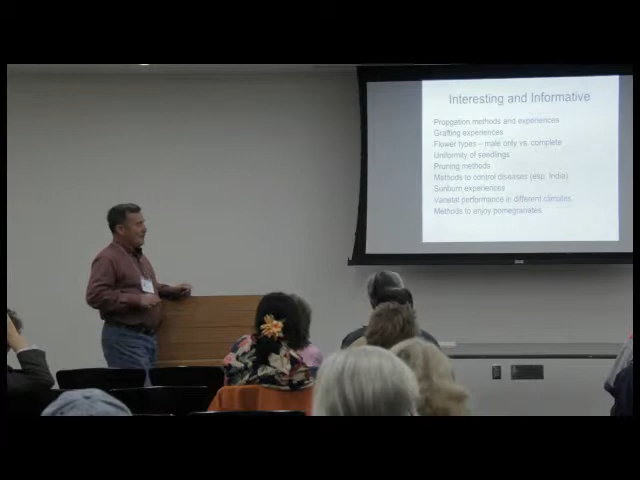 Interesting and Informative
Propgation methods and experiences
Grafting experiences
Flower types – male only vs. complete
Uniformity of seedlings
Pruning methods
Methods to control diseases (esp. India)
Sunburn experiences
Varietal performance in different climates
Methods to enjoy pomegranates